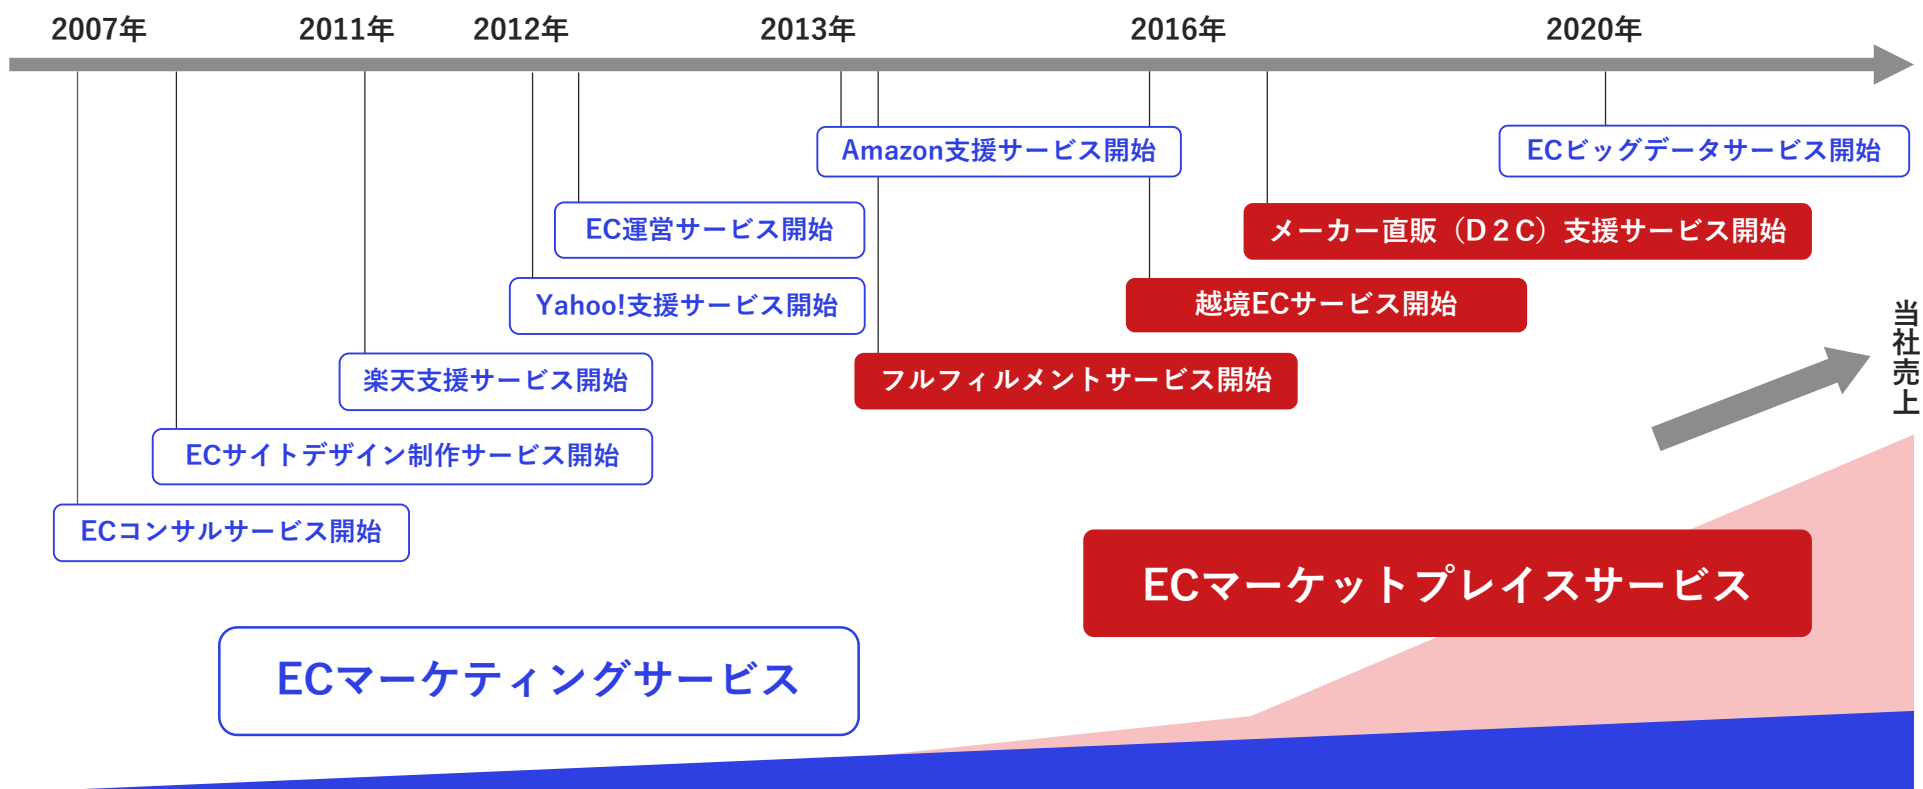 2007年
2011年
2012年
2013年
2016年
2020年
Amazon支援サービス開始
ECビッグデータサービス開始
EC運営サービス開始
メーカー直販（D２C）支援サービス開始
Yahoo!支援サービス開始
越境ECサービス開始
楽天支援サービス開始
フルフィルメントサービス開始
当社売上
ECサイトデザイン制作サービス開始
ECコンサルサービス開始
ECマーケットプレイスサービス
ECマーケティングサービス